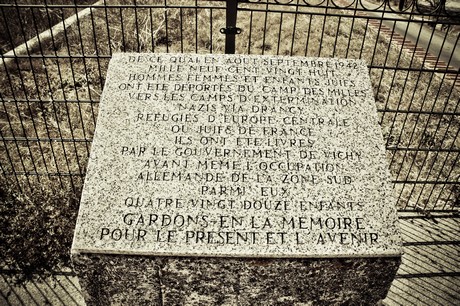 DE CE QUAI EN AOUT SEPTEMBRE 1942
MILLE NEUF CENT VINGT HUIT
HOMMES FEMMES ET ENFANTS JUIFS
ONT ETE DEPORTES DU CAMP DES MILLES
VERS LES CAMPS D'EXTERMINATION
NAZIS VIA DRANCY
REFUGIES D'EUROPE CENTRALE
OU JUIFS DE FRANCE
ILS ONT ETE LIVRES
PAR LE GOUVERNEMENT DE VICHY
AVANT MEME L'OCCUPATION
ALLEMANDE DE LA ZONE SUD
PARMI EUX
QUATRE VINGT DOUZE ENFANTS
GARDONS-EN LA MEMOIRE
POUR LE PRESENT ET L'AVENIR